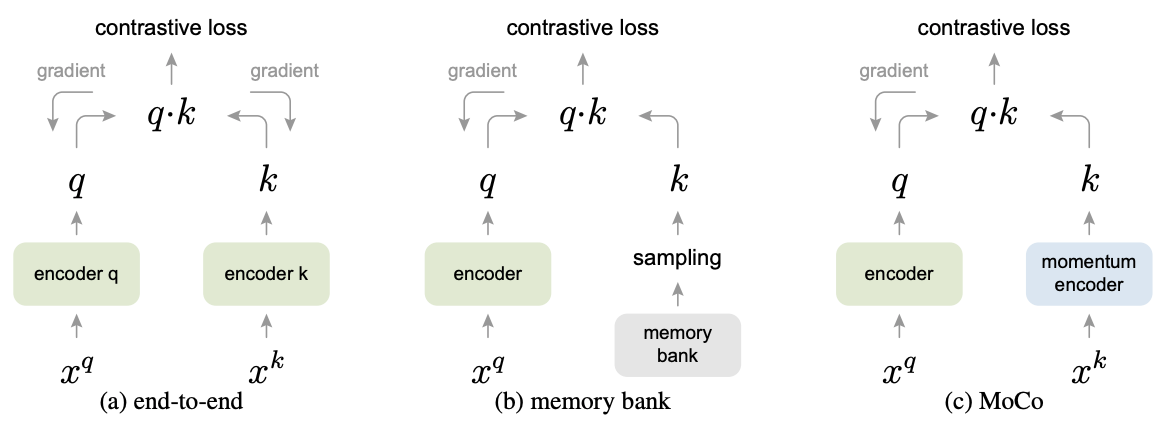 contrastive loss contrastive loss contrastive loss
gradient gradient gradient gradient
q·k q·k q·k
q k q k q k
sampling
encoder q encoder k encoder encoder momentum encoder
memory bank
x^q x^k x^q x^q x^k
(a) end-to-end (b) memory bank (c) MoCo